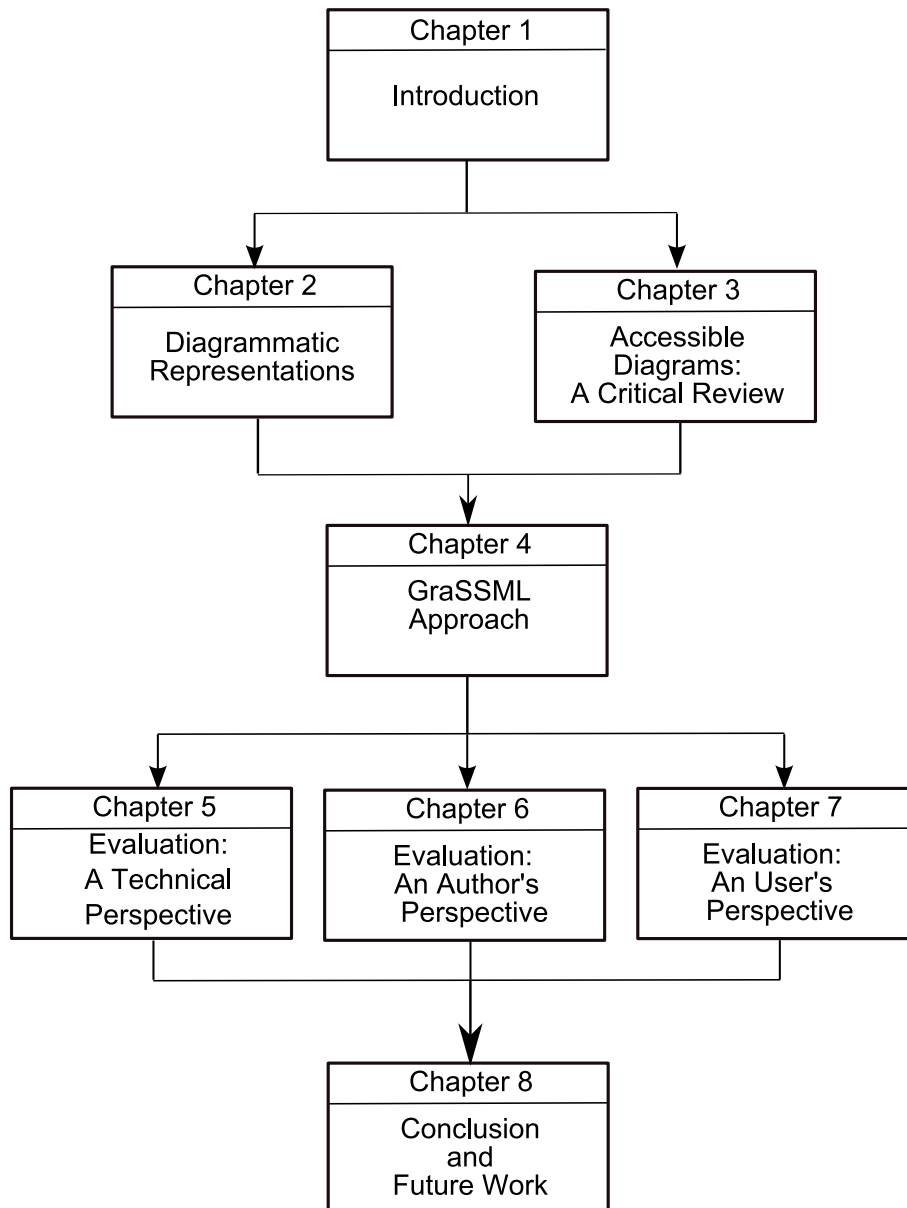 Chapter 1
Introduction
Chapter 2
Diagrammatic
Representations
Chapter 3
Accessible
Diagrams:
A Critical Review
Chapter 4
GraSSML
Approach
Chapter 5
Evaluation:
A Technical
Perspective
Chapter 6
Evaluation:
An Author's
Perspective
Chapter 7
Evaluation:
An User's
Perspective
Chapter 8
Conclusion
and
Future Work